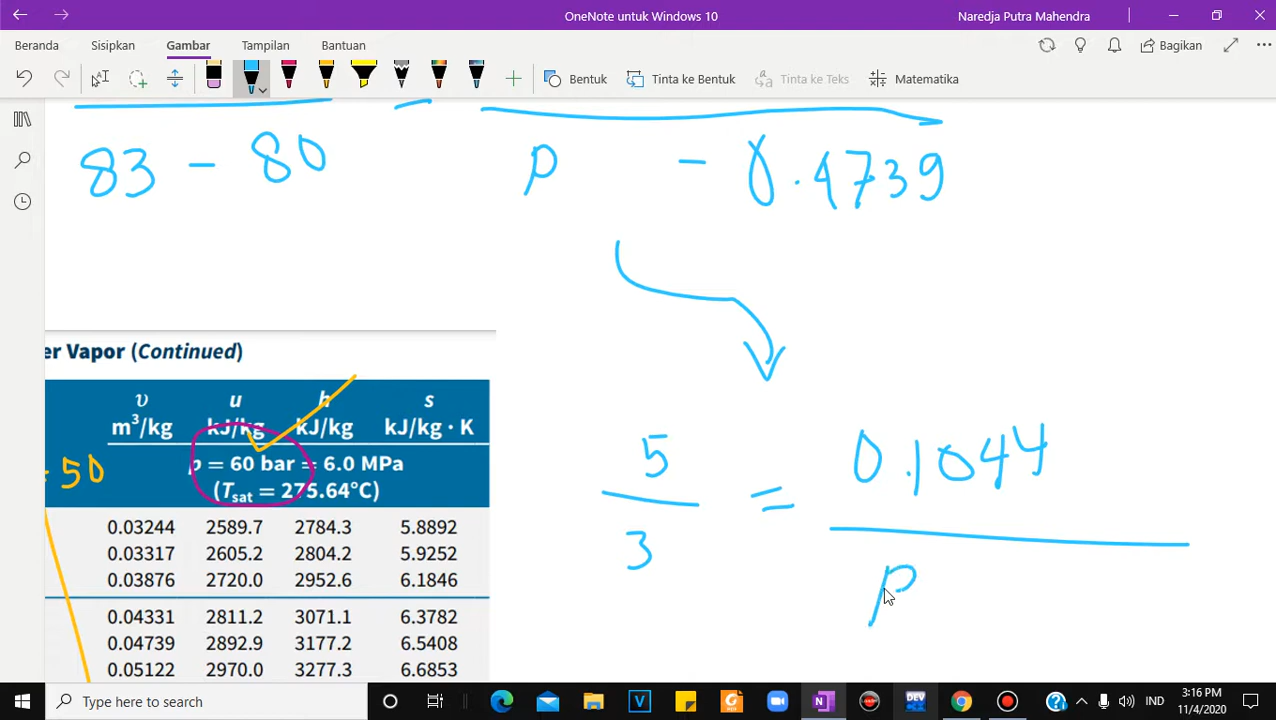 OneNote untuk Windows 10
Naredja Putra Mahendra
Beranda Sisipkan Gambar Tampilan Bantuan
Bagikan
Bentuk Tinta ke Bentuk Tinta ke Teks Matematika
83 - 80 = p - 0.4739
er Vapor (Continued)
υ u h s
m³/kg kJ/kg kJ/kg kJ/kg · K
p = 60 bar = 6.0 MPa
(Tsat = 275.64°C)
50
0.03244 2589.7 2784.3 5.8892
0.03317 2605.2 2804.2 5.9252
0.03876 2720.0 2952.6 6.1846
0.04331 2811.2 3071.1 6.3782
0.04739 2892.9 3177.2 6.5408
0.05122 2970.0 3277.3 6.6853
5 0.1044
=
3 p
Type here to search
IND
3:16 PM
11/4/2020